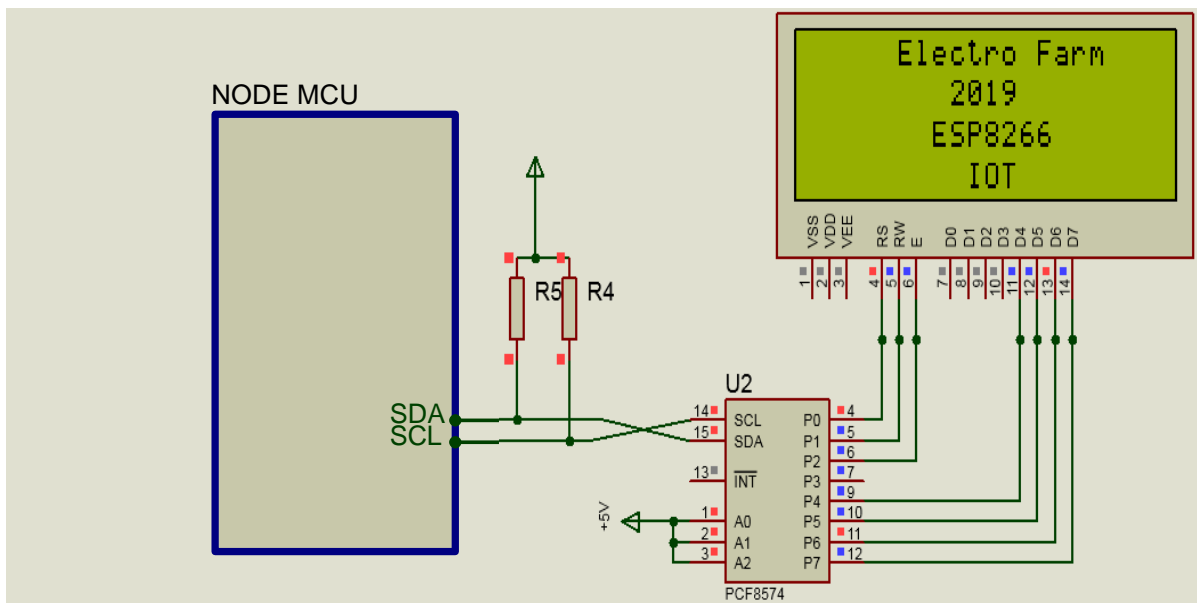 Electro Farm
2019
ESP8266
IOT
NODE MCU
VSS
VDD
VEE
RS
RW
E
D0
D1
D2
D3
D4
D5
D6
D7
1
2
3
4
5
6
7
8
9
10
11
12
13
14
R5
R4
SDA
SCL
U2
14 SCL P0 4
15 SDA P1 5
P2 6
13 INT P3 7
P4 9
+5V
1 A0 P5 10
2 A1 P6 11
3 A2 P7 12
PCF8574